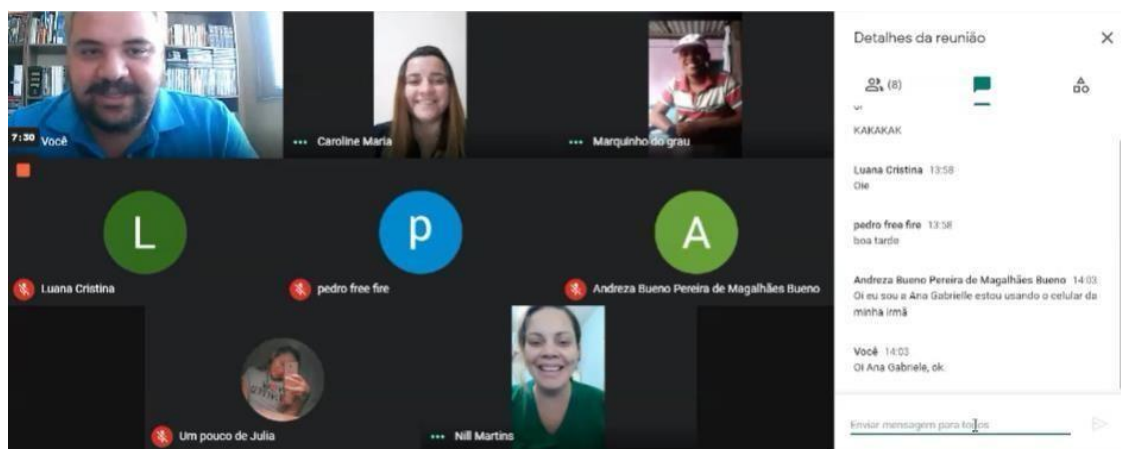 7:30 Você
Caroline Maria
Marquinho do grau
Luana Cristina
pedro free fire
Andreza Bueno Pereira de Magalhães Bueno
Um pouco de Julia
Nill Martins
L
p
A
Detalhes da reunião
(8)
KAKAKAK
Luana Cristina 13:58
Oie
pedro free fire 13:58
boa tarde
Andreza Bueno Pereira de Magalhães Bueno 14:03
Oi eu sou a Ana Gabrielle estou usando o celular da
minha irmã
Você 14:03
Oi Ana Gabriele, ok.
Enviar mensagem para todos